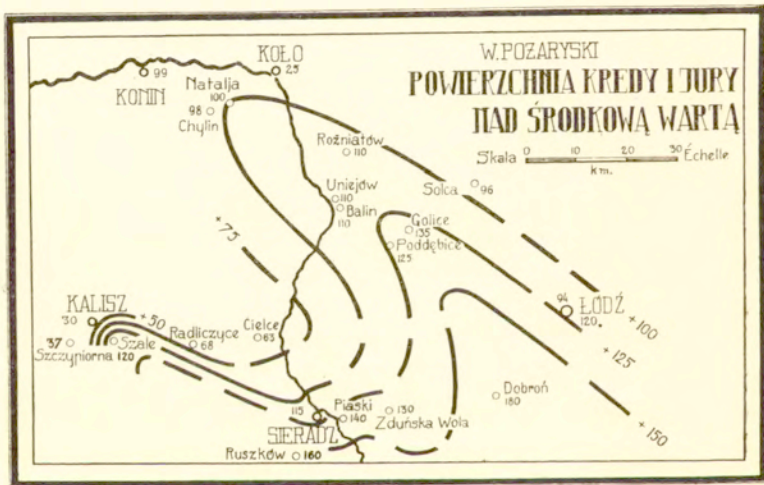 W. POŻARYSKI
POWIERZCHNIA KREDY I JURY
NAD ŚRODKOWĄ WARTĄ
Skala 0 10 20 30 Échelle
km.
KOŁO
25
99
KONIN
Natalja
100
98
Chylin
Rożniatów
110
Solca 96
Uniejów
110
Balin
110
Golice
135
Poddębice
125
+75
KALISZ
30
+50
37
Szczypiorna
Szale
120
Radliczyce
68
Cielce
63
94
ŁÓDŹ
120
+100
+125
+150
Dobroń
180
115
Piaski
140
130
Zduńska Wola
SIERADZ
Ruszków 160